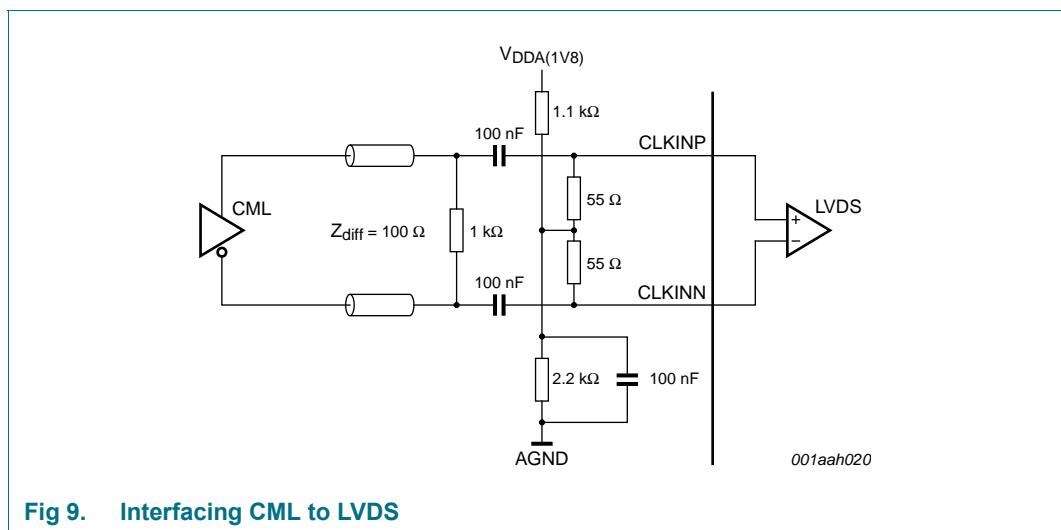 VDDA(1V8)
1.1 kΩ
100 nF
CLKINP
CML
55 Ω
LVDS
Zdiff = 100 Ω
1 kΩ
+
−
55 Ω
100 nF
CLKINN
2.2 kΩ
100 nF
AGND
001aah020
Fig 9. Interfacing CML to LVDS